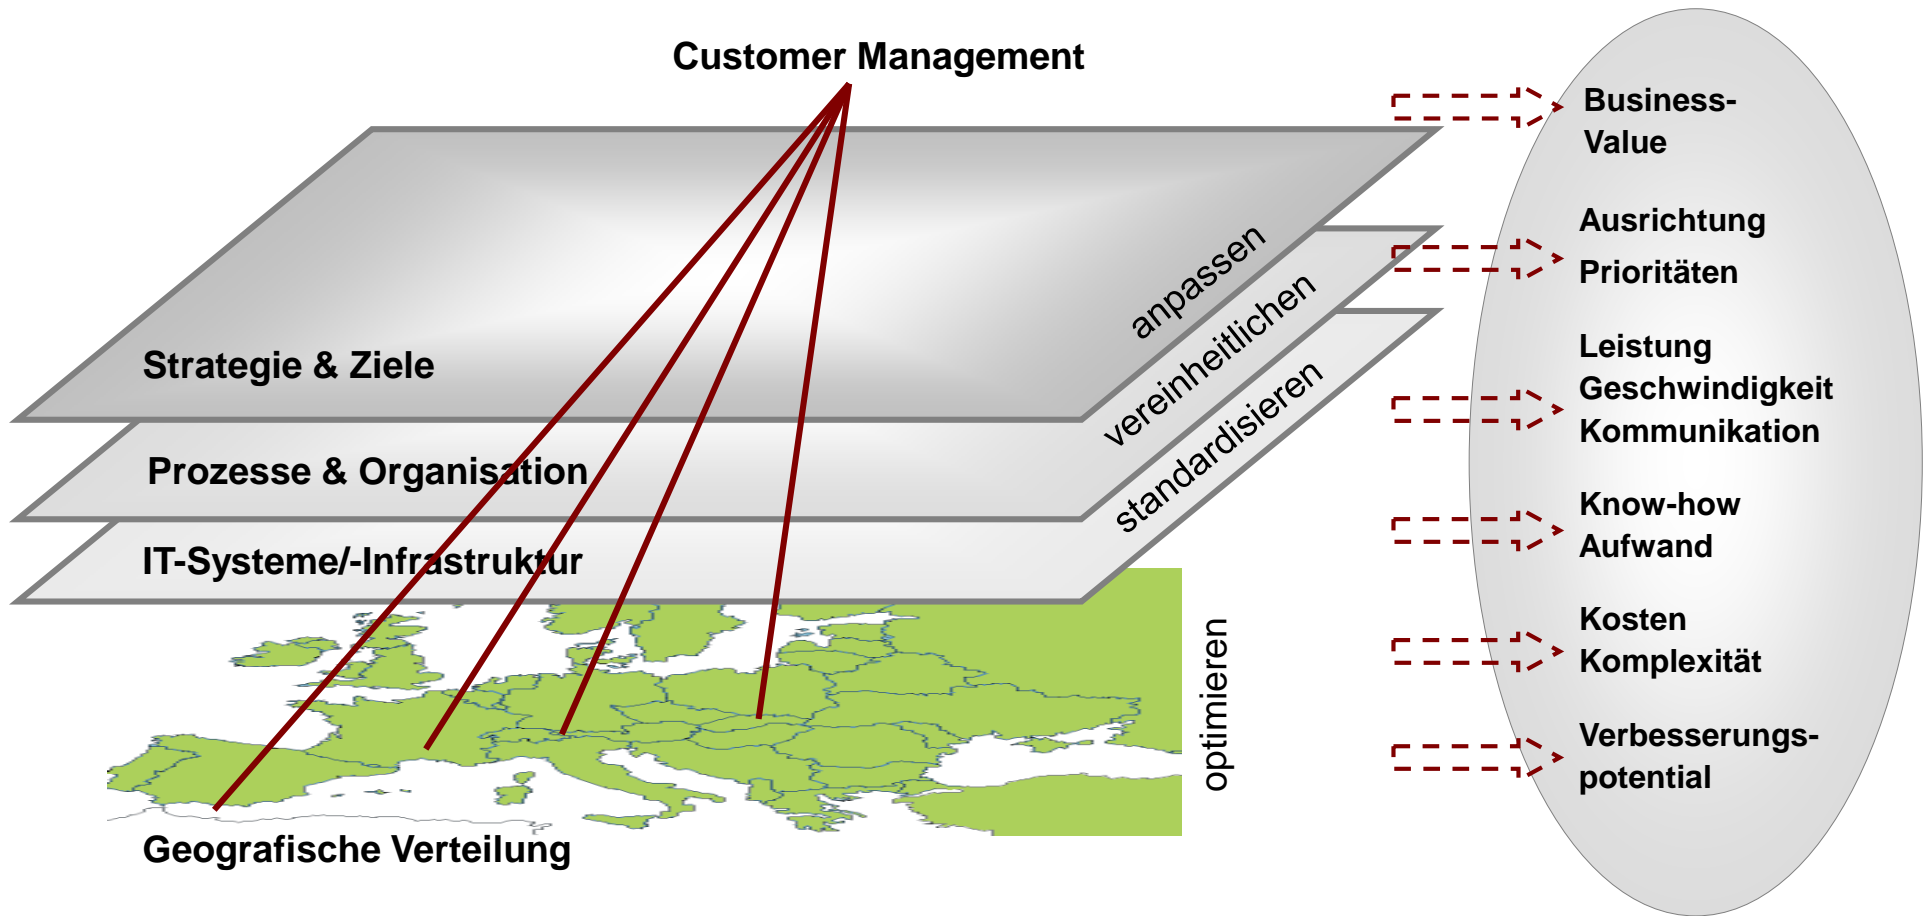 Customer Management
Strategie & Ziele
anpassen
Prozesse & Organisation
vereinheitlichen
IT-Systeme/-Infrastruktur
standardisieren
Geografische Verteilung
optimieren
Business-
Value
Ausrichtung
Prioritäten
Leistung
Geschwindigkeit
Kommunikation
Know-how
Aufwand
Kosten
Komplexität
Verbesserungs-
potential